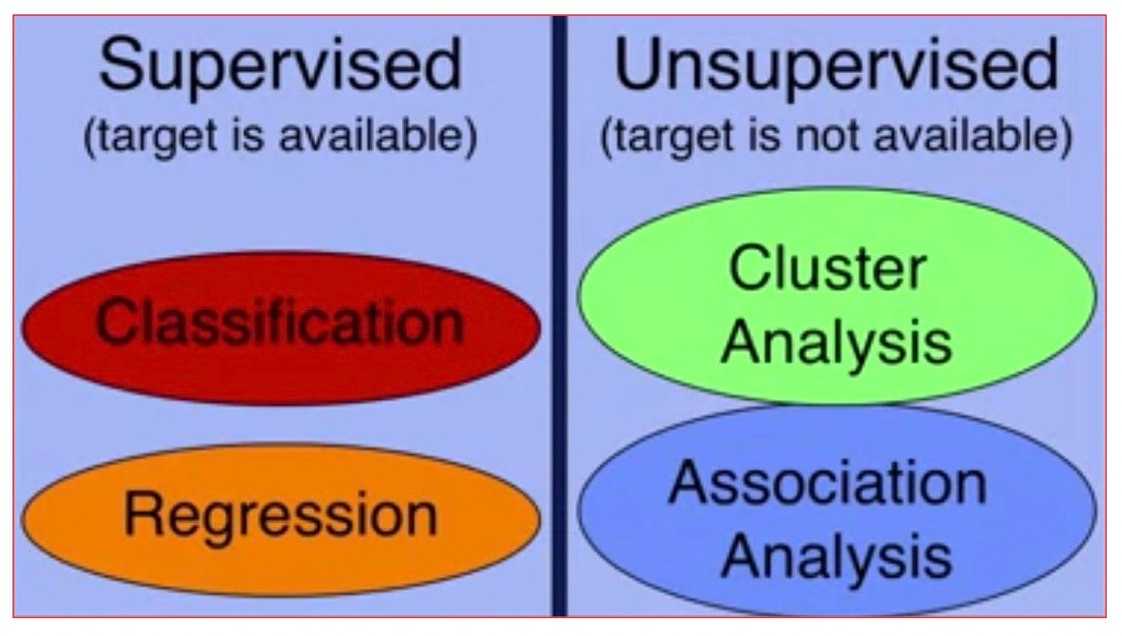 Supervised
(target is available)
Classification
Regression
Unsupervised
(target is not available)
Cluster
Analysis
Association
Analysis